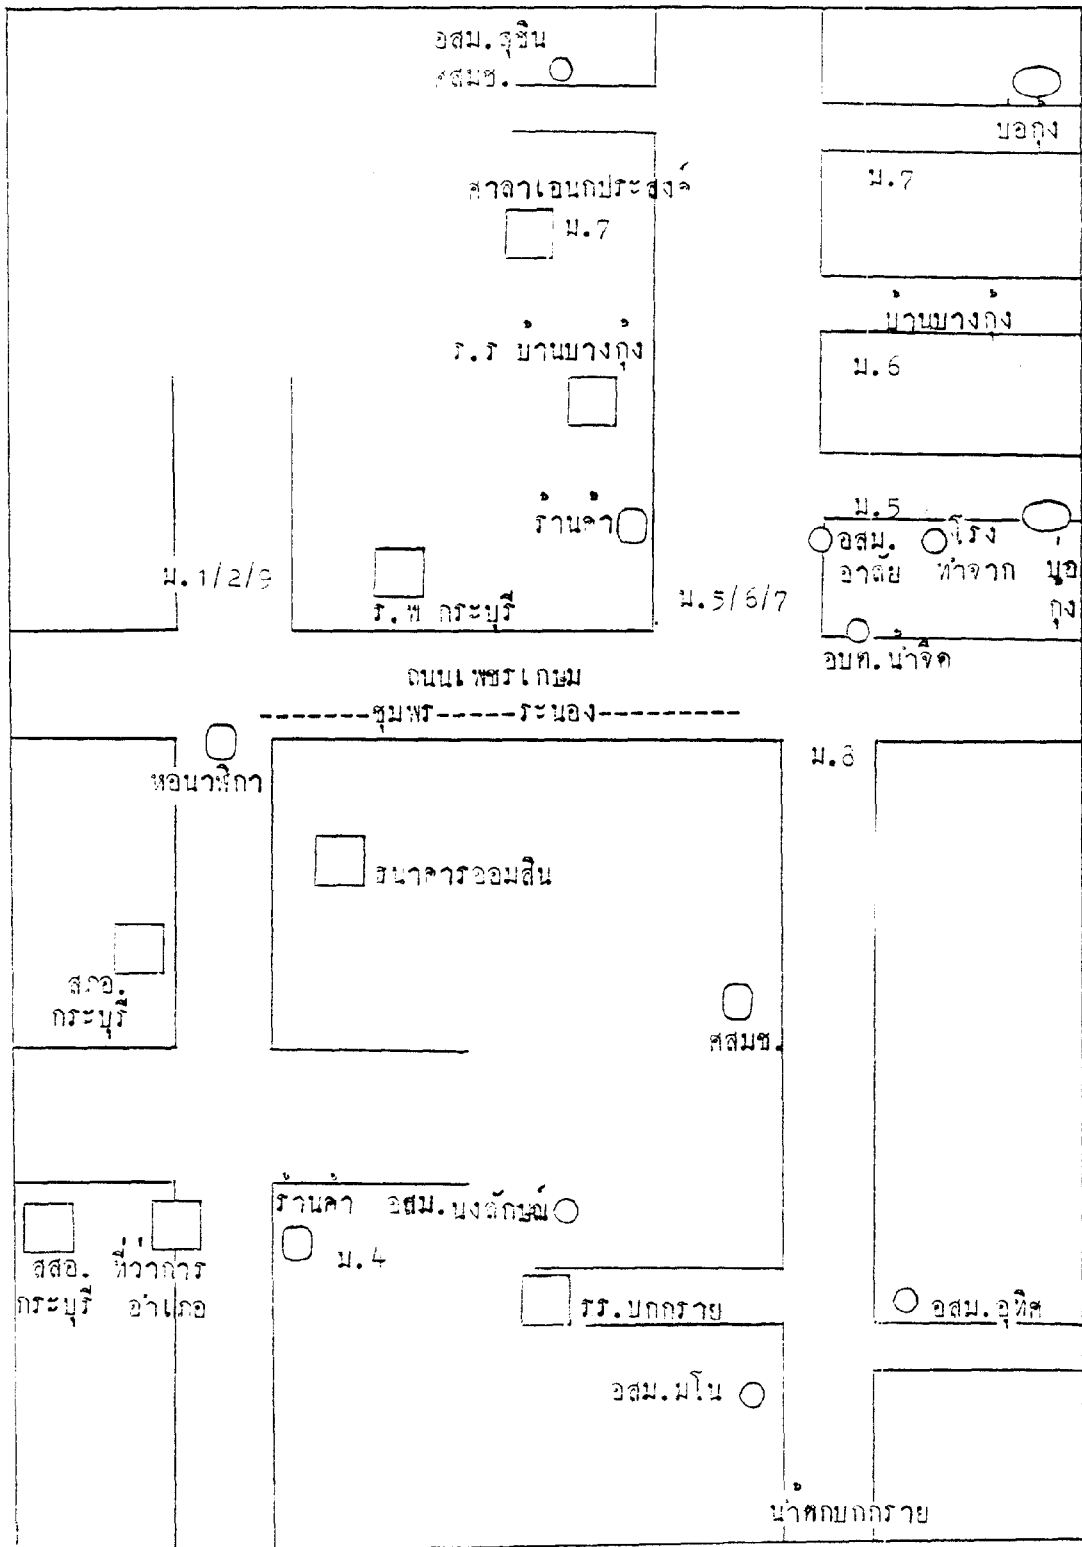 อสม.สุชิน
ศสมช.
บ่อกุ้ง
ม.7
ศาลาเอนกประสงค์
ม.7
บ้านบางกุ้ง
ร.ร บ้านบางกุ้ง
ม.6
ร้านค้า
ม.5
อสม.
อาลัย
โรง
ทำจาก
บ่อ
กุ้ง
ม.1/2/9
ร.พ กระบุรี
ม.5/6/7
อบต.น้ำจืด
ถนนเพชรเกษม
-------ชุมพร-----ระนอง---------
ม.8
หอนาฬิกา
ธนาคารออมสิน
สภอ.
กระบุรี
ศสมช.
ร้านค้า
อสม.นงลักษณ์
ม.4
สสอ.
กระบุรี
ที่ว่าการ
อำเภอ
รร.บกกราย
อสม.อุทิศ
อสม.มโน
น้ำตกบกกราย